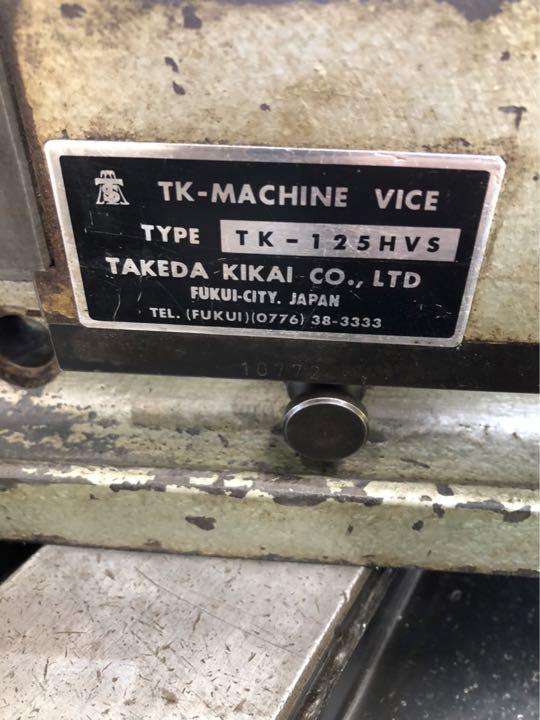 TK-MACHINE VICE
TYPE TK-125HVS
TAKEDA KIKAI CO., LTD
FUKUI-CITY. JAPAN
TEL. (FUKUI)(0776) 38-3333
10772